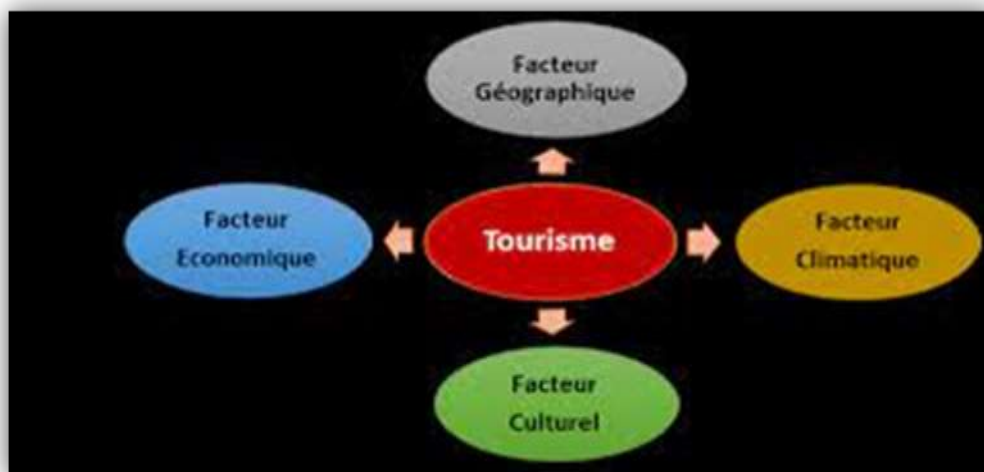 Facteur
Géographique
Facteur
Economique
Tourisme
Facteur
Climatique
Facteur
Culturel